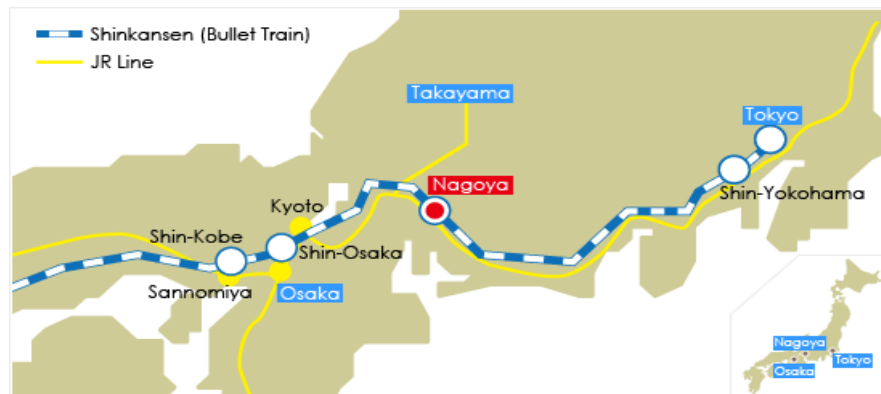 Shinkansen (Bullet Train)
JR Line
Takayama
Tokyo
Nagoya
Shin-Yokohama
Kyoto
Shin-Kobe
Shin-Osaka
Sannomiya
Osaka
Nagoya
Tokyo
Osaka